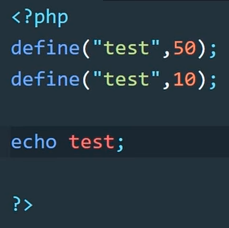 <?php
define("test",50);
define("test",10);
echo test;
?>